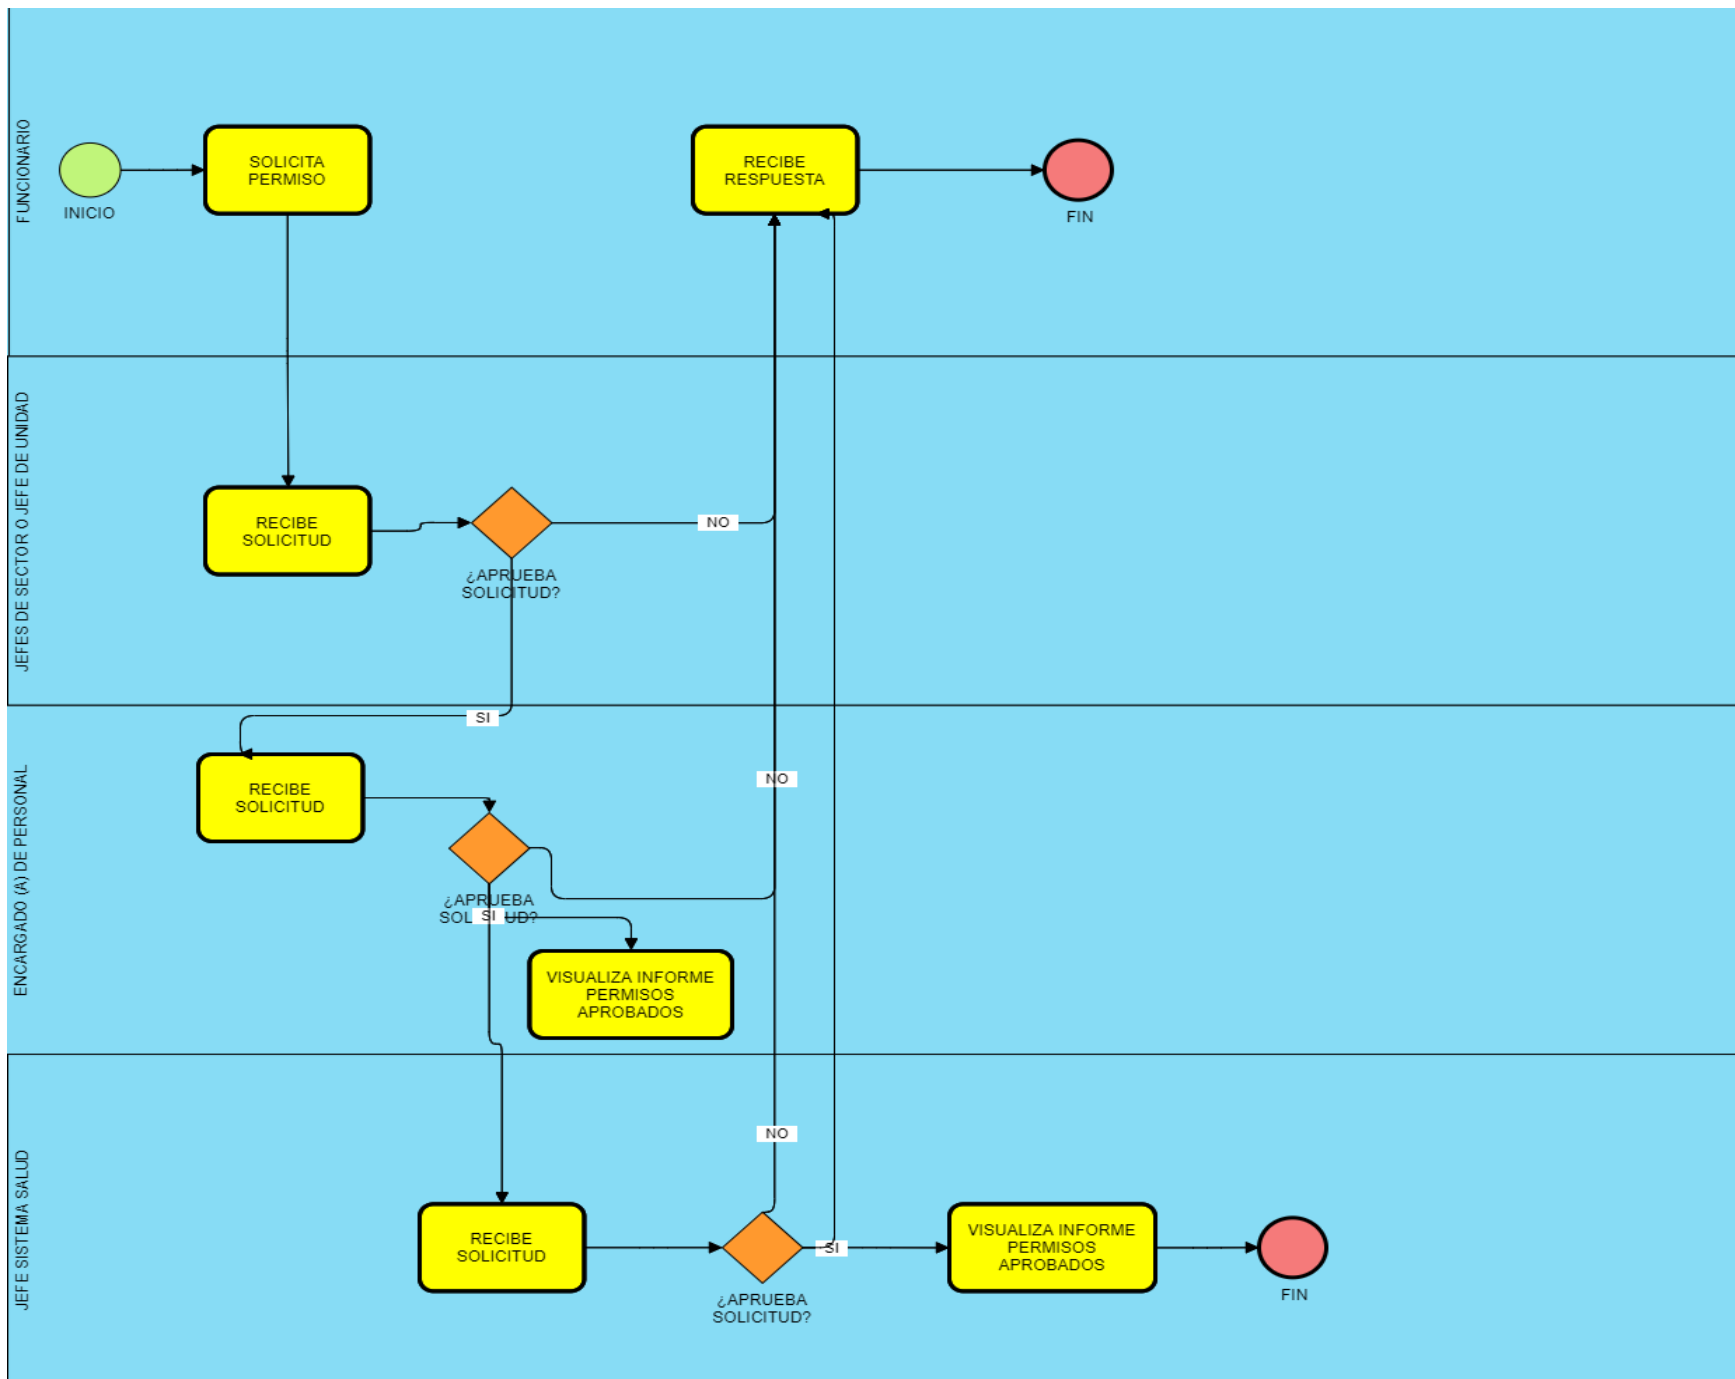 FUNCIONARIO
INICIO
SOLICITA
PERMISO
RECIBE
RESPUESTA
FIN
JEFES DE SECTOR O JEFE DE UNIDAD
RECIBE
SOLICITUD
¿APRUEBA
SOLICITUD?
NO
SI
ENCARGADO (A) DE PERSONAL
RECIBE
SOLICITUD
NO
¿APRUEBA
SI
VISUALIZA INFORME
PERMISOS
APROBADOS
JEFE SISTEMA SALUD
NO
RECIBE
SOLICITUD
¿APRUEBA
SOLICITUD?
SI
VISUALIZA INFORME
PERMISOS
APROBADOS
FIN